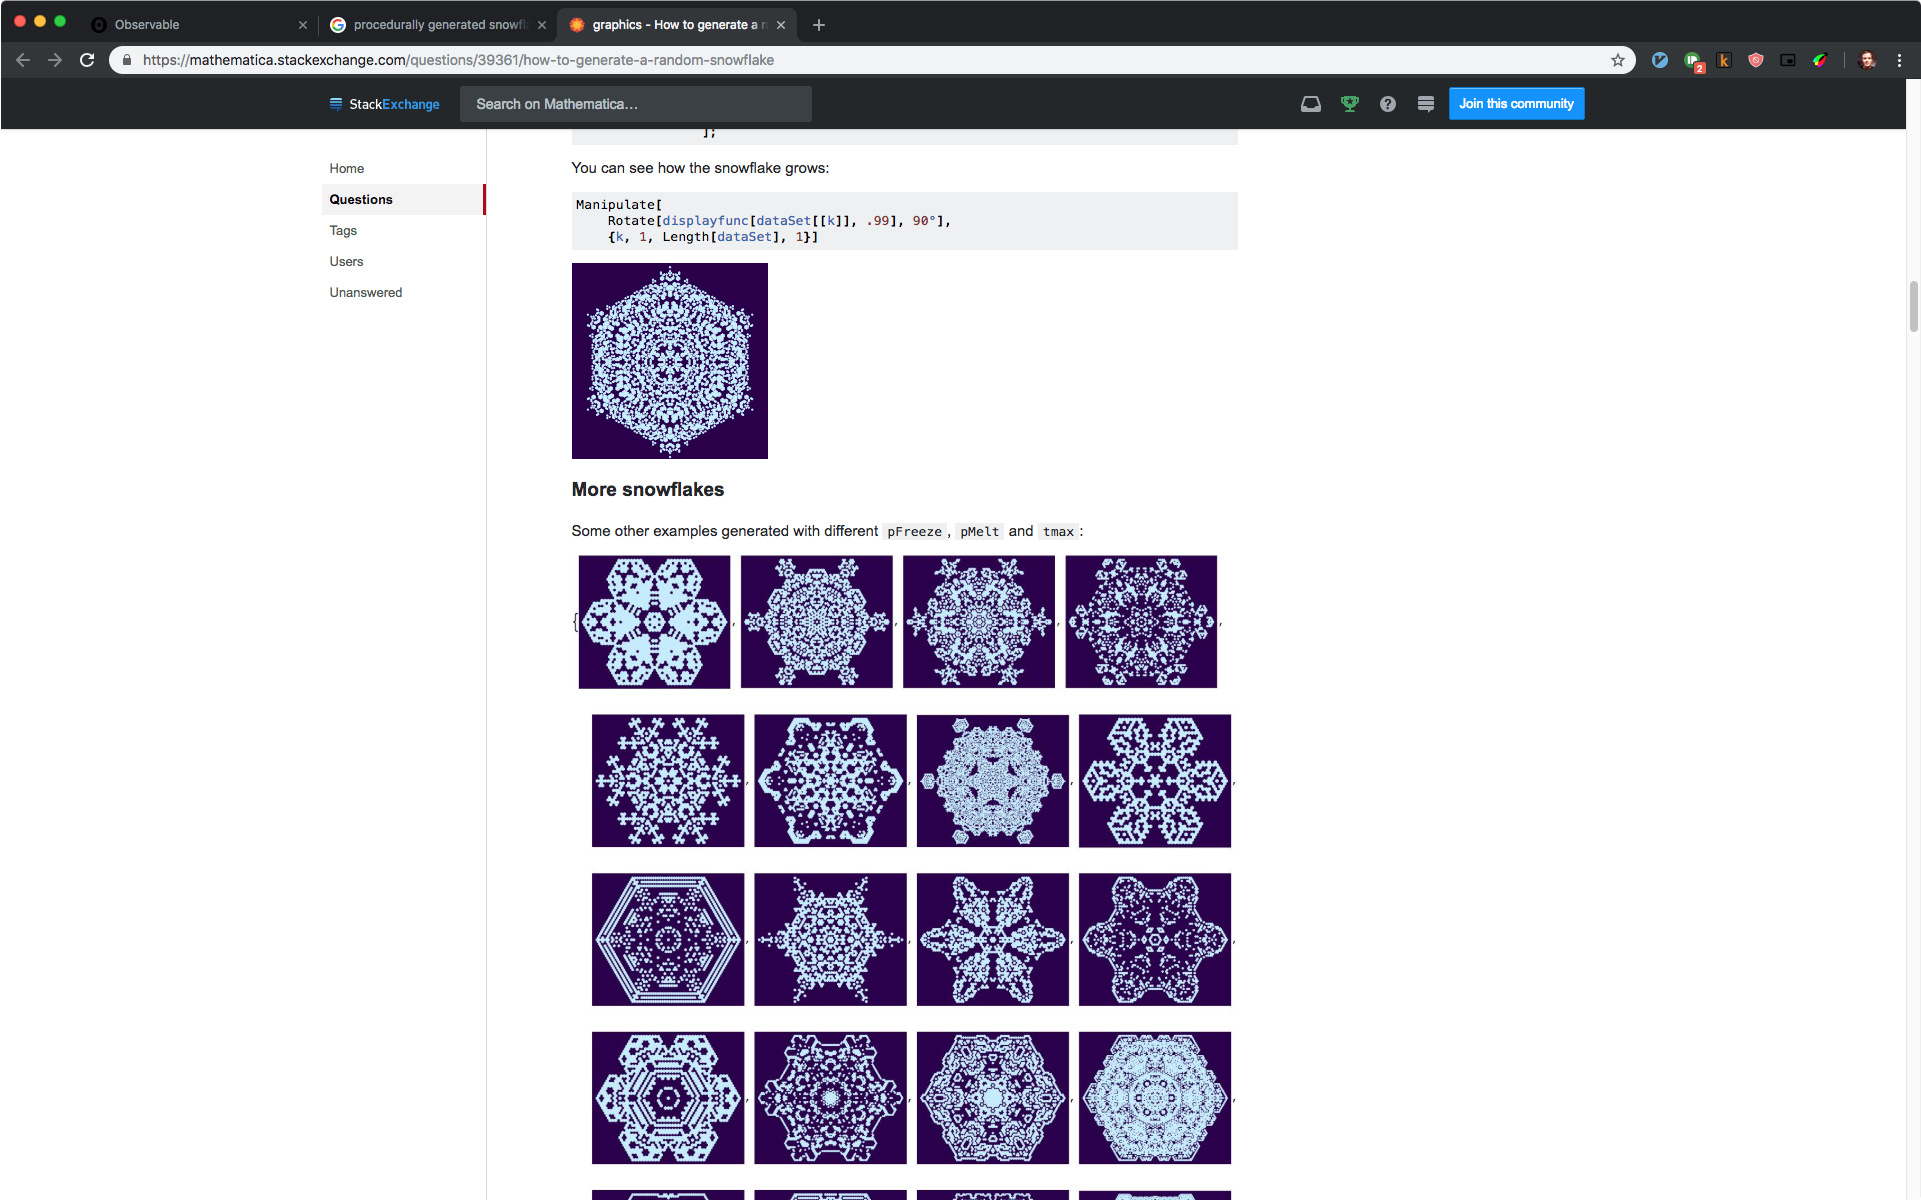 Observable
procedurally generated snowfl
graphics - How to generate a r
https://mathematica.stackexchange.com/questions/39361/how-to-generate-a-random-snowflake
2
k
StackExchange
Search on Mathematica...
?
Join this community
];
Home
Questions
Tags
Users
Unanswered
You can see how the snowflake grows:
Manipulate[
Rotate[displayfunc[dataSet[[k]], .99], 90°],
{k, 1, Length[dataSet], 1}]
More snowflakes
Some other examples generated with different pFreeze, pMelt and tmax:
{ , , , ,
, , , ,
, , , ,
, , , ,